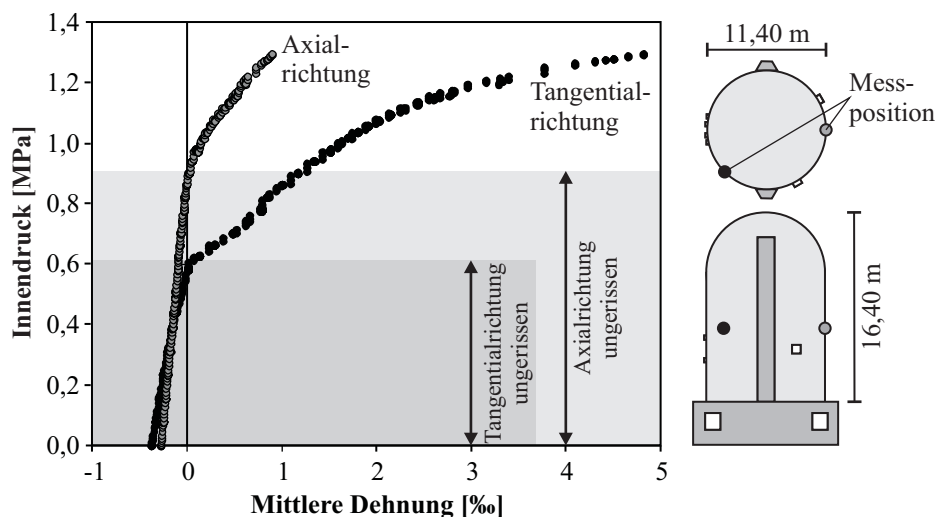 1,4
1,2
1,0
0,8
0,6
0,4
0,2
0,0
Innendruck [MPa]
-1
0
1
2
3
4
5
Mittlere Dehnung [‰]
Axial-
richtung
Tangential-
richtung
Tangentialrichtung
ungerissen
Axialrichtung
ungerissen
11,40 m
Mess-
position
16,40 m